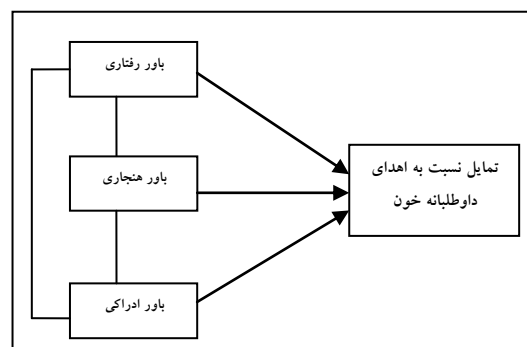 باور رفتاری
باور هنجاری
باور ادراکی
تمایل نسبت به اهدای
داوطلبانه خون